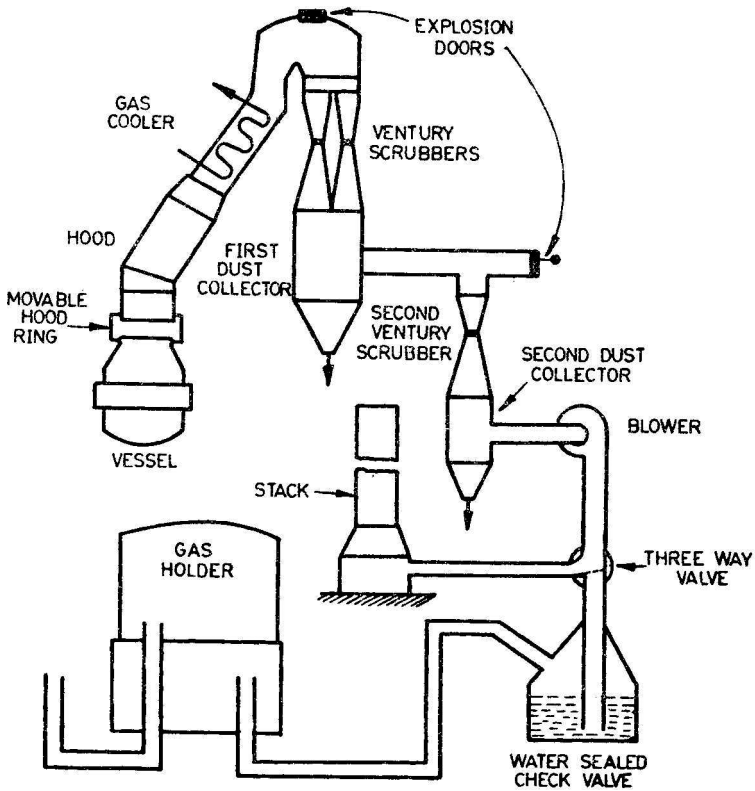 EXPLOSION
DOORS
GAS
COOLER
VENTURY
SCRUBBERS
HOOD
FIRST
DUST
COLLECTOR
MOVABLE
HOOD
RING
SECOND
VENTURY
SCRUBBER
SECOND DUST
COLLECTOR
VESSEL
BLOWER
STACK
GAS
HOLDER
THREE WAY
VALVE
WATER SEALED
CHECK VALVE